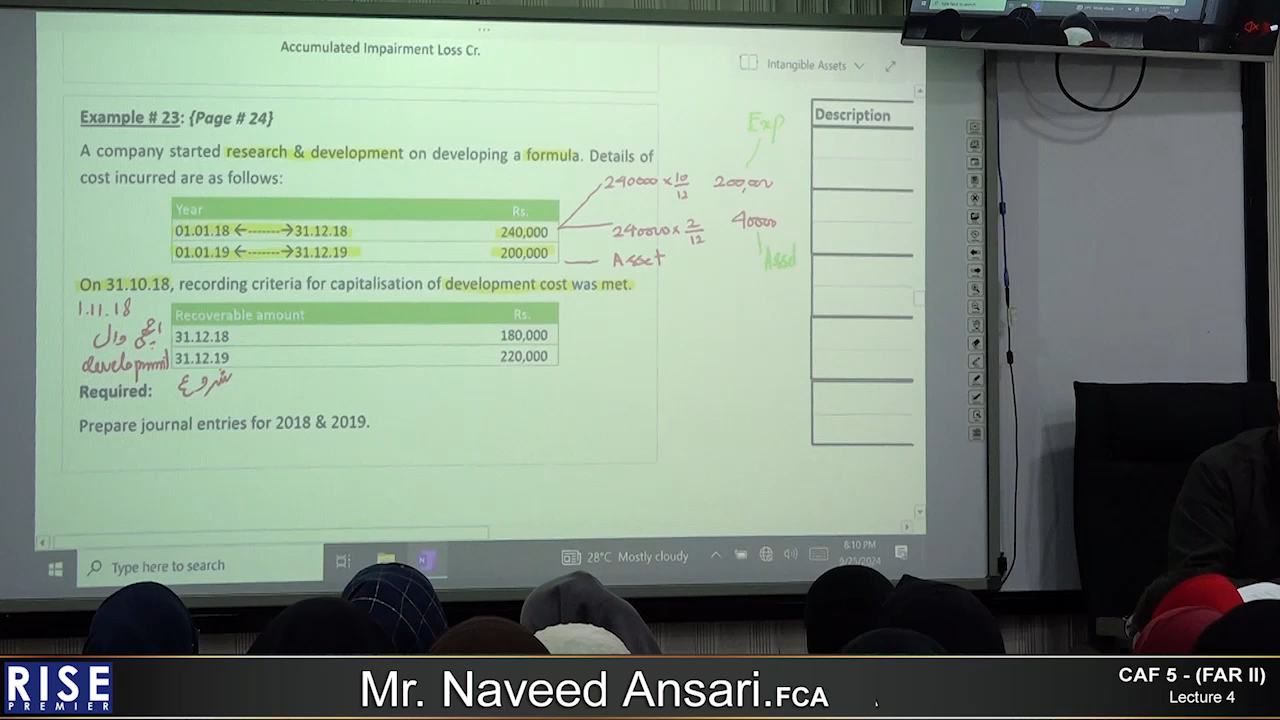 Accumulated Impairment Loss Cr.
Intangible Assets
Example # 23: {Page # 24}
Description
Exp
A company started research & development on developing a formula. Details of
cost incurred are as follows:
240000 × 10/12 200,000
Year Rs.
01.01.18 ←-------→31.12.18 240,000
240000 × 2/12 40000
01.01.19 ←-------→31.12.19 200,000
Asset
Asset
On 31.10.18, recording criteria for capitalisation of development cost was met.
1.11.18
Recoverable amount Rs.
31.12.18 180,000
اچھی وال
31.12.19 220,000
development
شروع
Required:
Prepare journal entries for 2018 & 2019.
Type here to search
28°C Mostly cloudy
8:10 PM
RISE
PREMIER
Mr. Naveed Ansari.FCA
CAF 5 - (FAR II)
Lecture 4